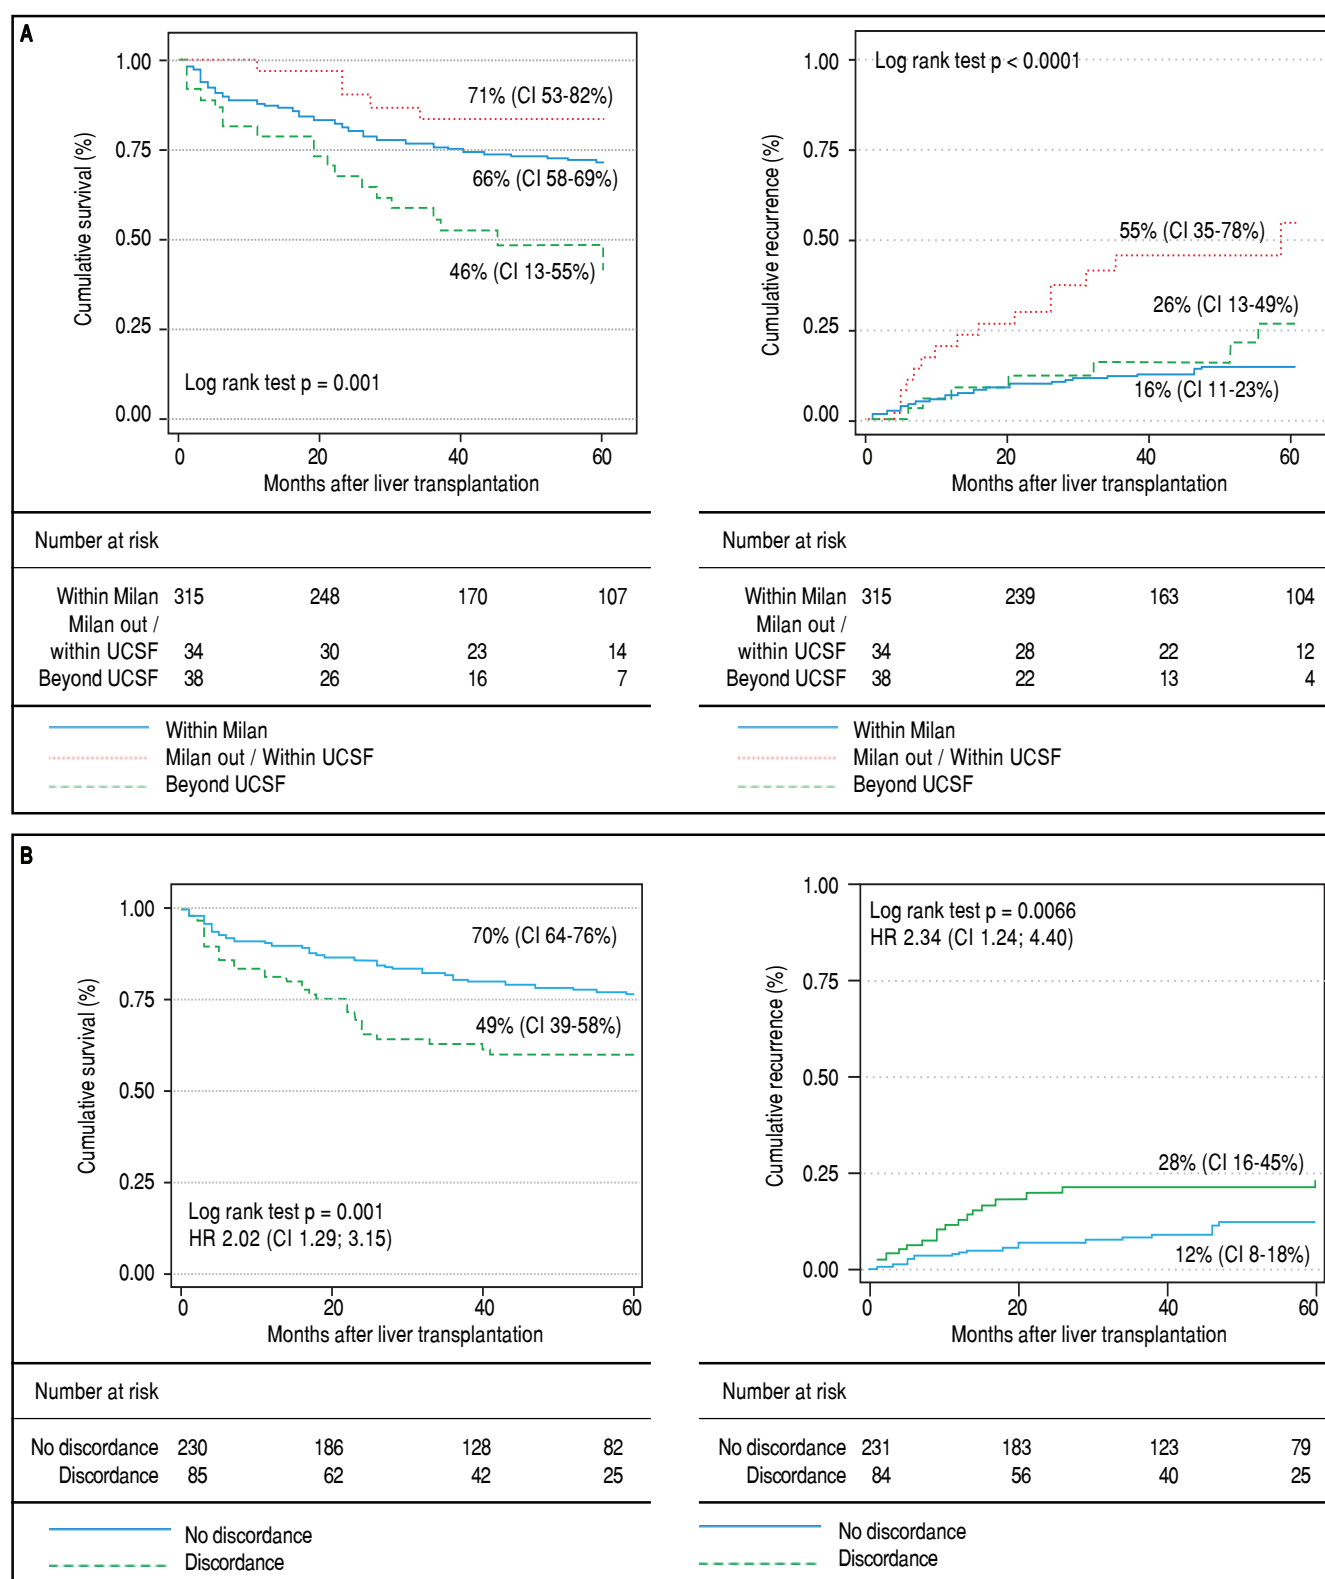 A
1.00
0.75
0.50
0.25
0.00
Cumulative survival (%)
71% (CI 53-82%)
66% (CI 58-69%)
46% (CI 13-55%)
Log rank test p = 0.001
0 20 40 60
Months after liver transplantation
Number at risk
Within Milan 315 248 170 107
Milan out /
within UCSF 34 30 23 14
Beyond UCSF 38 26 16 7
Within Milan
Milan out / Within UCSF
Beyond UCSF
1.00
0.75
0.50
0.25
0.00
Cumulative recurrence (%)
Log rank test p < 0.0001
55% (CI 35-78%)
26% (CI 13-49%)
16% (CI 11-23%)
0 20 40 60
Months after liver transplantation
Number at risk
Within Milan 315 239 163 104
Milan out /
within UCSF 34 28 22 12
Beyond UCSF 38 22 13 4
Within Milan
Milan out / Within UCSF
Beyond UCSF
B
1.00
0.75
0.50
0.25
0.00
Cumulative survival (%)
70% (CI 64-76%)
49% (CI 39-58%)
Log rank test p = 0.001
HR 2.02 (CI 1.29; 3.15)
0 20 40 60
Months after liver transplantation
Number at risk
No discordance 230 186 128 82
Discordance 85 62 42 25
No discordance
Discordance
1.00
0.75
0.50
0.25
0.00
Cumulative recurrence (%)
Log rank test p = 0.0066
HR 2.34 (CI 1.24; 4.40)
28% (CI 16-45%)
12% (CI 8-18%)
0 20 40 60
Months after liver transplantation
Number at risk
No discordance 231 183 123 79
Discordance 84 56 40 25
No discordance
Discordance